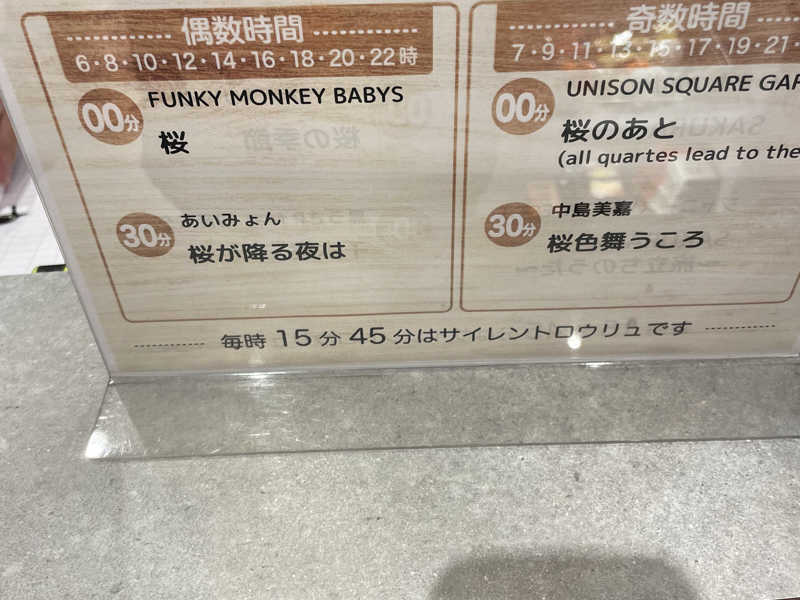 偶数時間
6・8・10・12・14・16・18・20・22時
00分
FUNKY MONKEY BABYS
桜
30分
あいみょん
桜が降る夜は
奇数時間
7・9・11・13・15・17・19・21・
00分
UNISON SQUARE GAR
桜のあと
(all quartes lead to the
30分
中島美嘉
桜色舞うころ
毎時 15分 45分はサイレントロウリュです